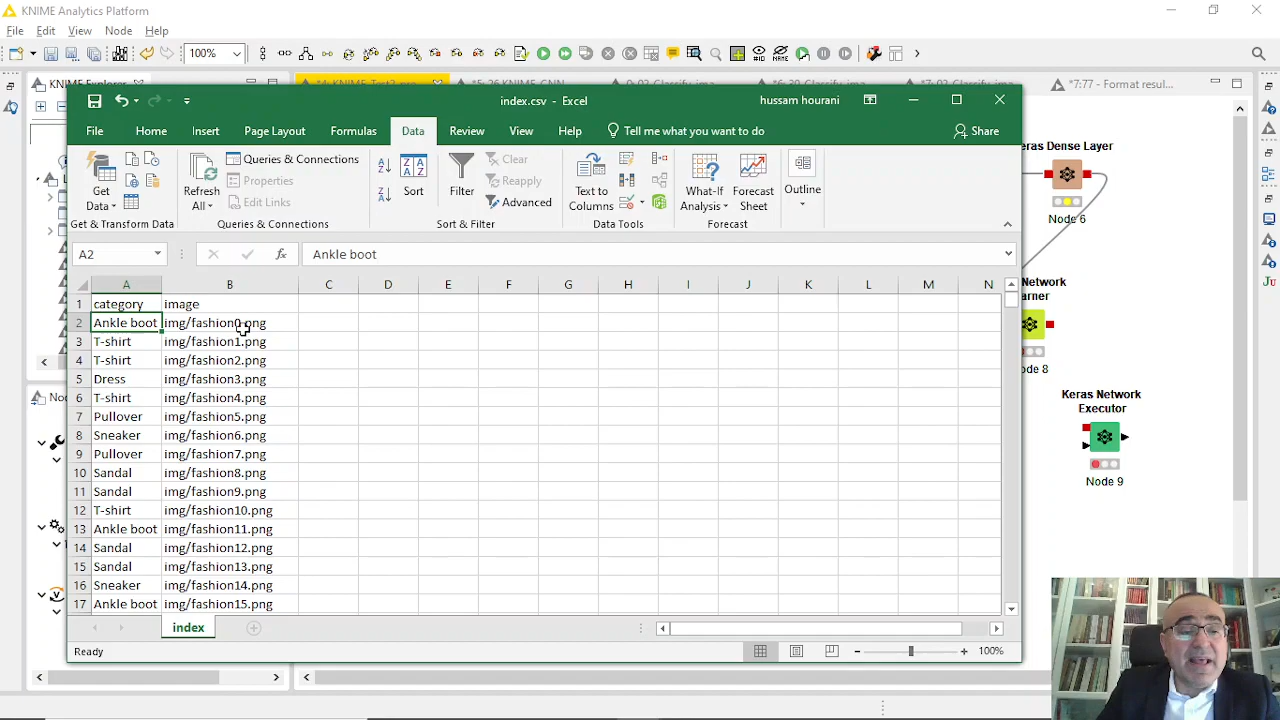 KNIME Analytics Platform
File Edit View Node Help
100%
index.csv - Excel
hussam hourani
*7:77 - Format resul...
File Home Insert Page Layout Formulas Data Review View Help Tell me what you want to do Share
Get Data
Refresh All
Queries & Connections
Properties
Edit Links
Sort
Filter
Clear
Reapply
Advanced
Text to Columns
What-If Analysis
Forecast Sheet
Outline
Get & Transform Data
Queries & Connections
Sort & Filter
Data Tools
Forecast
A2
Ankle boot
A B C D E F G H I J K L M N
1 category image
2 Ankle boot img/fashion0.png
3 T-shirt img/fashion1.png
4 T-shirt img/fashion2.png
5 Dress img/fashion3.png
6 T-shirt img/fashion4.png
7 Pullover img/fashion5.png
8 Sneaker img/fashion6.png
9 Pullover img/fashion7.png
10 Sandal img/fashion8.png
11 Sandal img/fashion9.png
12 T-shirt img/fashion10.png
13 Ankle boot img/fashion11.png
14 Sandal img/fashion12.png
15 Sandal img/fashion13.png
16 Sneaker img/fashion14.png
17 Ankle boot img/fashion15.png
index
Ready
100%
eras Dense Layer
Node 6
Network
arner
ode 8
Keras Network
Executor
Node 9